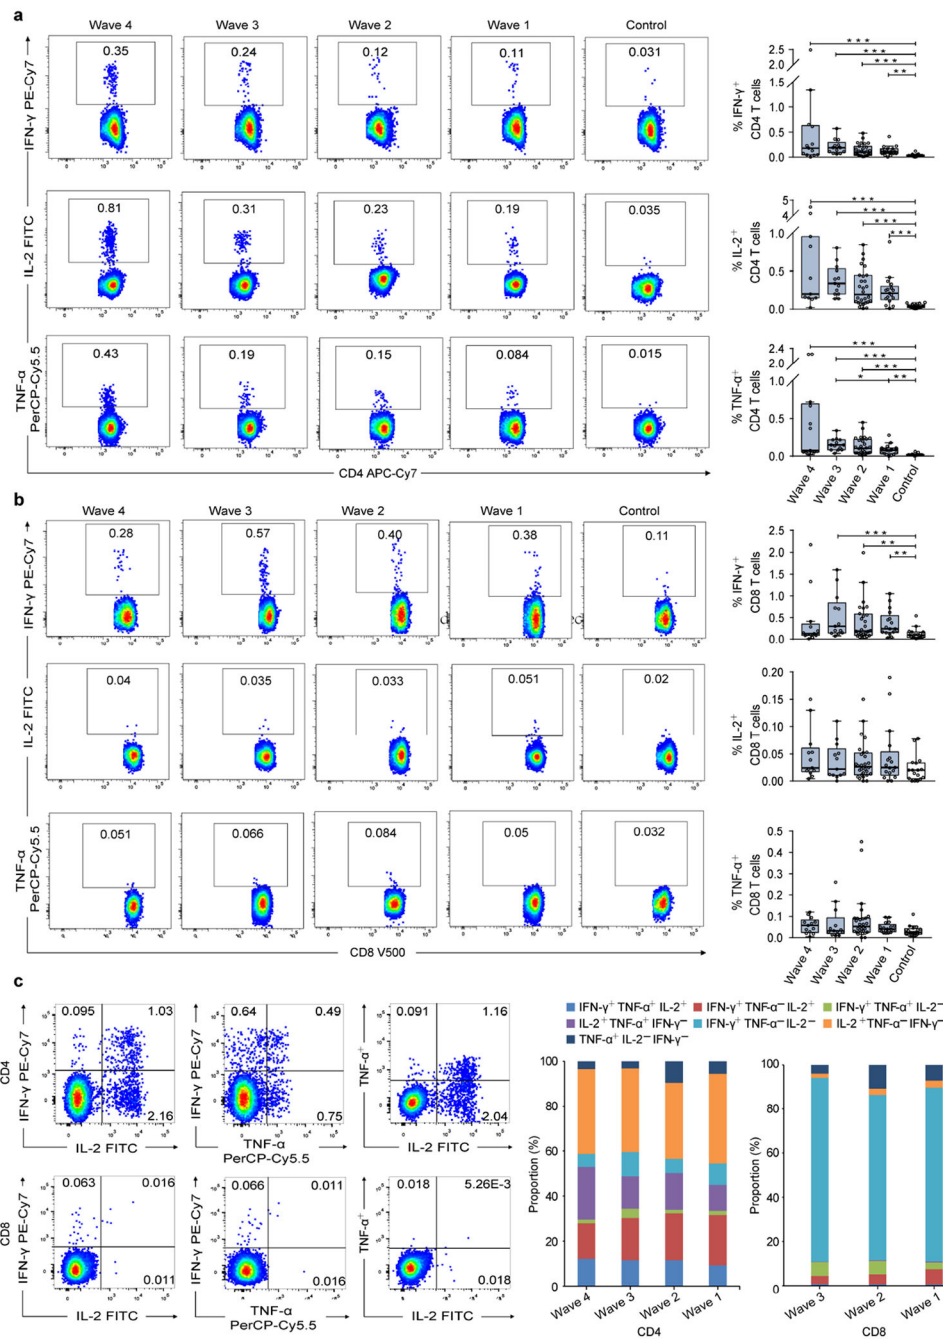 a
Wave 4 Wave 3 Wave 2 Wave 1 Control
IFN-γ PE-Cy7
0.35 0.24 0.12 0.11 0.031
% IFN-γ⁺
CD4 T cells
2.5
2.0
1.5
1.0
0.5
0.0
* * *
* * *
* * *
* *
IL-2 FITC
0.81 0.31 0.23 0.19 0.035
% IL-2⁺
CD4 T cells
5
4
1.0
0.5
0.0
* * *
* * *
* * *
* * *
TNF-α
PerCP-Cy5.5
0.43 0.19 0.15 0.084 0.015
% TNF-α⁺
CD4 T cells
2.4
2.0
1.0
0.5
0.0
* * *
* * *
* * *
* * *
CD4 APC-Cy7
Wave 4 Wave 3 Wave 2 Wave 1 Control
b
Wave 4 Wave 3 Wave 2 Wave 1 Control
IFN-γ PE-Cy7
0.28 0.57 0.40 0.38 0.11
% IFN-γ⁺
CD8 T cells
2.5
2.0
1.5
1.0
0.5
0.0
* * *
* *
* *
IL-2 FITC
0.04 0.035 0.033 0.051 0.02
% IL-2⁺
CD8 T cells
0.20
0.15
0.10
0.05
0.00
TNF-α
PerCP-Cy5.5
0.051 0.066 0.084 0.05 0.032
% TNF-α⁺
CD8 T cells
0.5
0.4
0.3
0.2
0.1
0.0
CD8 V500
Wave 4 Wave 3 Wave 2 Wave 1 Control
c
IFN-γ⁺ TNF-α⁺ IL-2⁺ IFN-γ⁺ TNF-α⁻ IL-2⁺ IFN-γ⁺ TNF-α⁺ IL-2⁻
IL-2⁺ TNF-α⁺ IFN-γ⁻ IFN-γ⁺ TNF-α⁻ IL-2⁻ IL-2⁺ TNF-α⁻ IFN-γ⁻
TNF-α⁺ IL-2⁻ IFN-γ⁻
CD4
IFN-γ PE-Cy7
0.095 1.03
2.16
IL-2 FITC
IFN-γ PE-Cy7
0.64 0.49
0.75
TNF-α
PerCP-Cy5.5
TNF-α⁺
0.091 1.16
2.04
IL-2 FITC
CD8
IFN-γ PE-Cy7
0.063 0.016
0.011
IL-2 FITC
IFN-γ PE-Cy7
0.066 0.011
0.016
TNF-α
PerCP-Cy5.5
TNF-α⁺
0.018 5.26E-3
0.018
IL-2 FITC
Proportion (%)
100
80
60
40
20
0
Wave 4 Wave 3 Wave 2 Wave 1
CD4
Proportion (%)
100
80
60
40
20
0
Wave 3 Wave 2 Wave 1
CD8